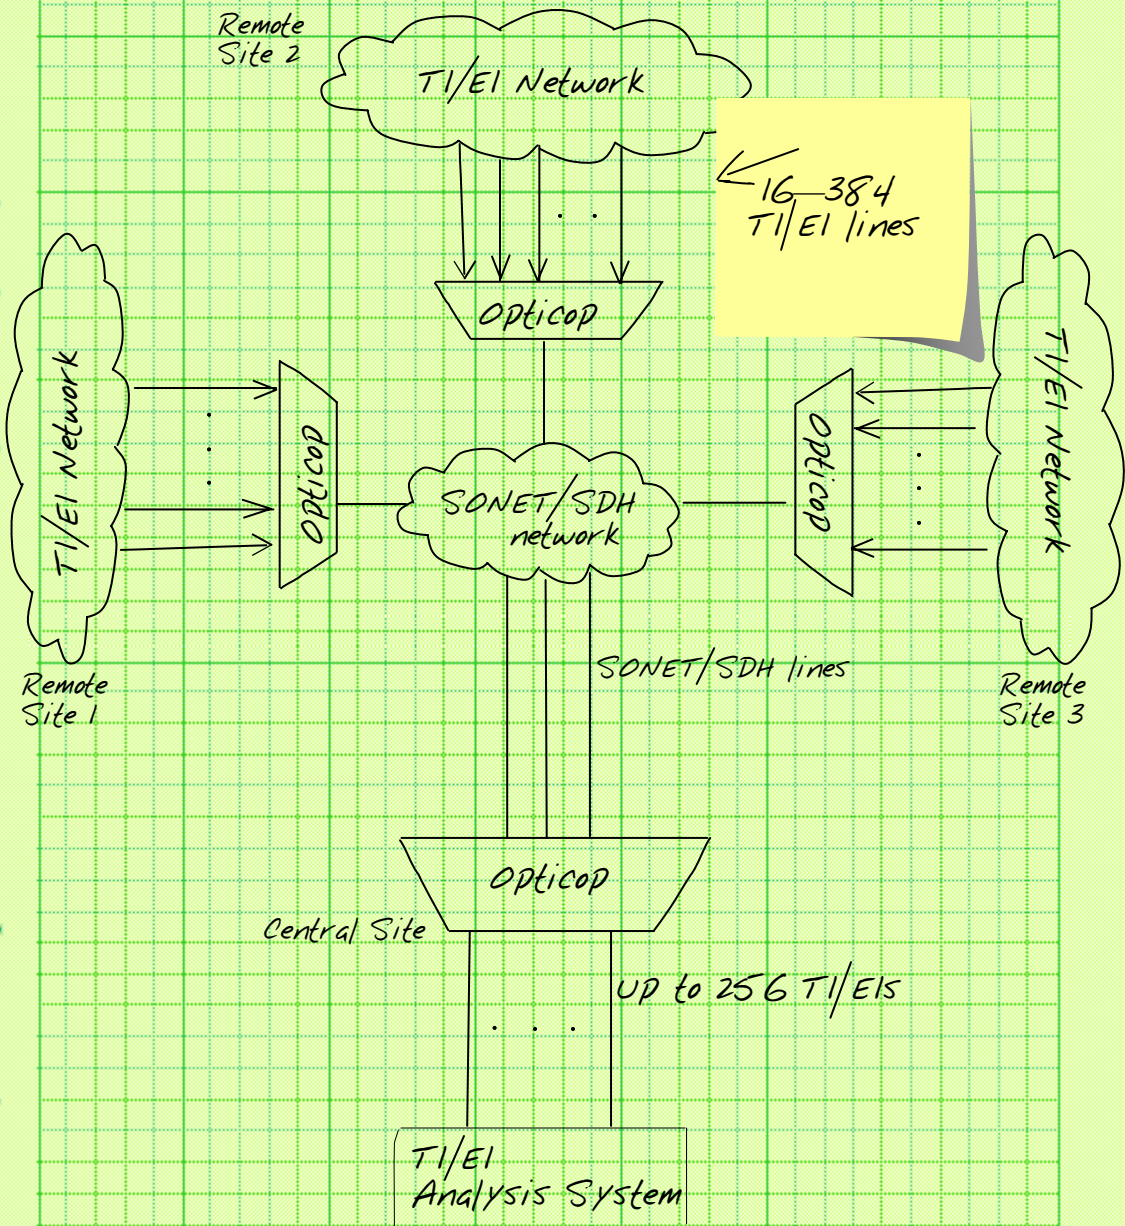 Remote
Site 2
T1/E1 Network
16-384
T1/E1 lines
Opticop
T1/E1 Network
Opticop
SONET/SDH
network
Opticop
T1/E1 Network
Remote
Site 1
SONET/SDH lines
Remote
Site 3
Opticop
Central Site
up to 256 T1/E1s
T1/E1
Analysis System